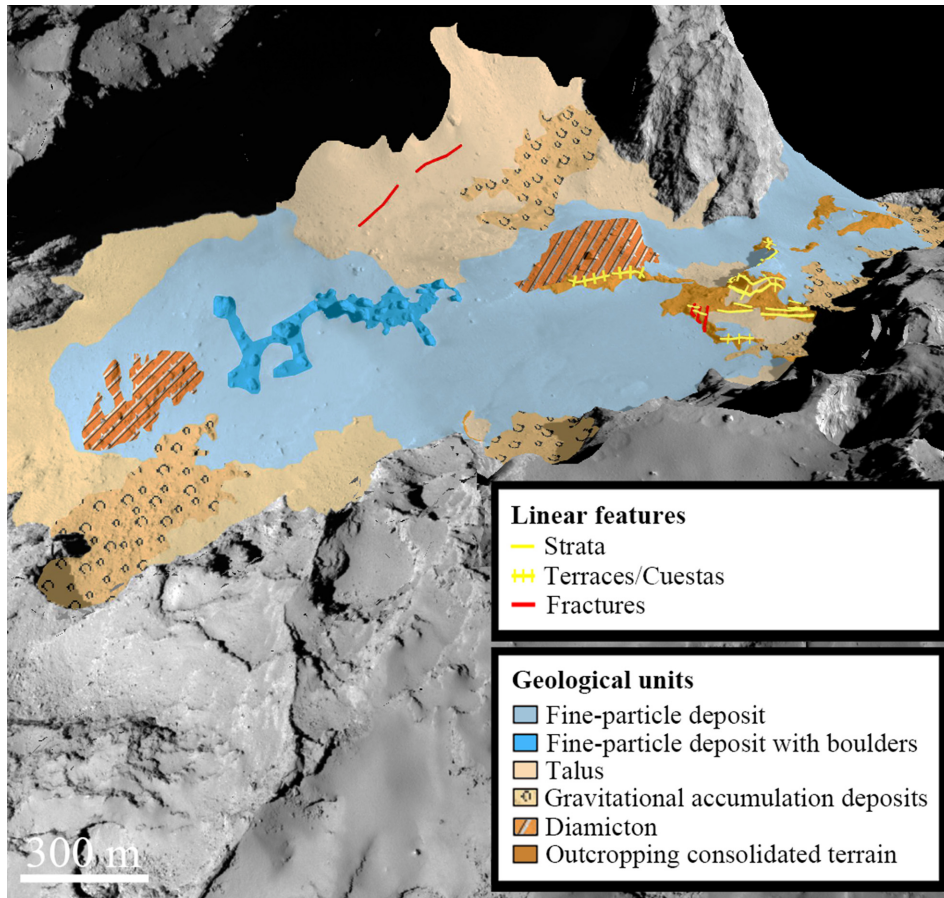 Linear features
Strata
Terraces/Cuestas
Fractures
Geological units
Fine-particle deposit
Fine-particle deposit with boulders
Talus
Gravitational accumulation deposits
Diamicton
Outcropping consolidated terrain
300 m